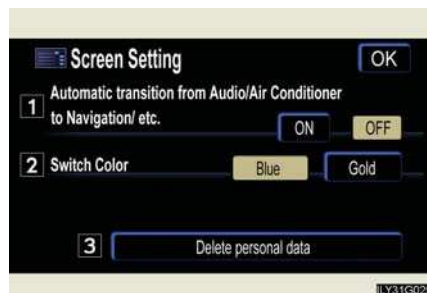 Screen Setting OK
1 Automatic transition from Audio/Air Conditioner
to Navigation/ etc.
ON OFF
2 Switch Color Blue Gold
3 Delete personal data
ILY31G02